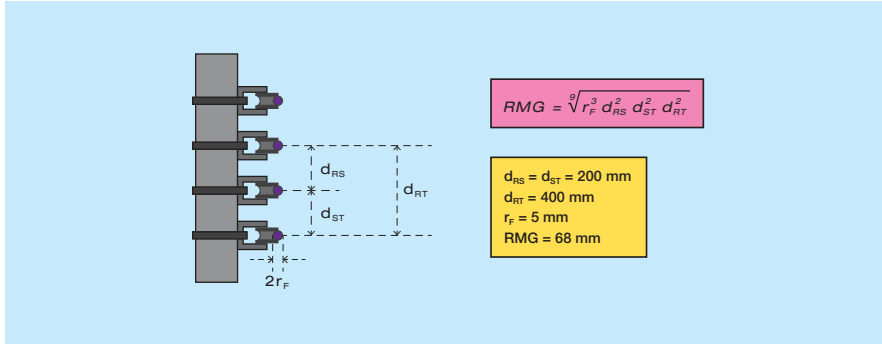 RMG = ⁹√r_F³ d_RS² d_ST² d_RT²
d_RS
d_RT
d_ST
2r_F
d_RS = d_ST = 200 mm
d_RT = 400 mm
r_F = 5 mm
RMG = 68 mm